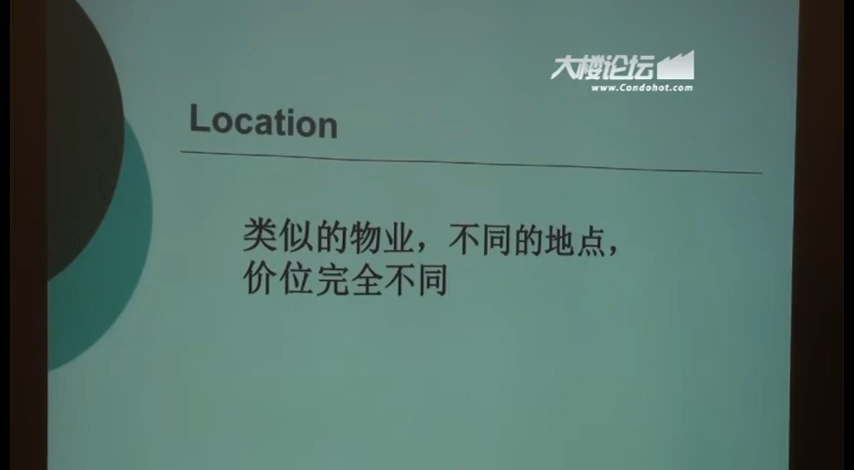 大楼论坛
www.Condohot.com
Location
类似的物业，不同的地点，
价位完全不同